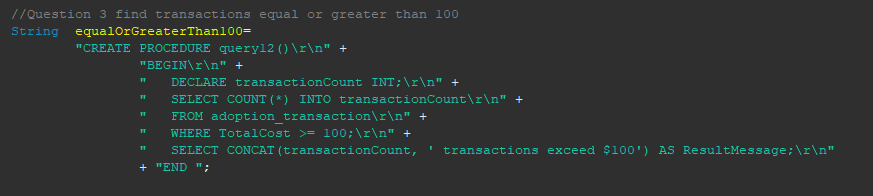 //Question 3 find transactions equal or greater than 100
String  equalOrGreaterThan100=
"CREATE PROCEDURE query12()\r\n" +
"BEGIN\r\n" +
"   DECLARE transactionCount INT;\r\n" +
"   SELECT COUNT(*) INTO transactionCount\r\n" +
"   FROM adoption_transaction\r\n" +
"   WHERE TotalCost >= 100;\r\n" +
"   SELECT CONCAT(transactionCount, ' transactions exceed $100') AS ResultMessage;\r\n"
+ "END ";